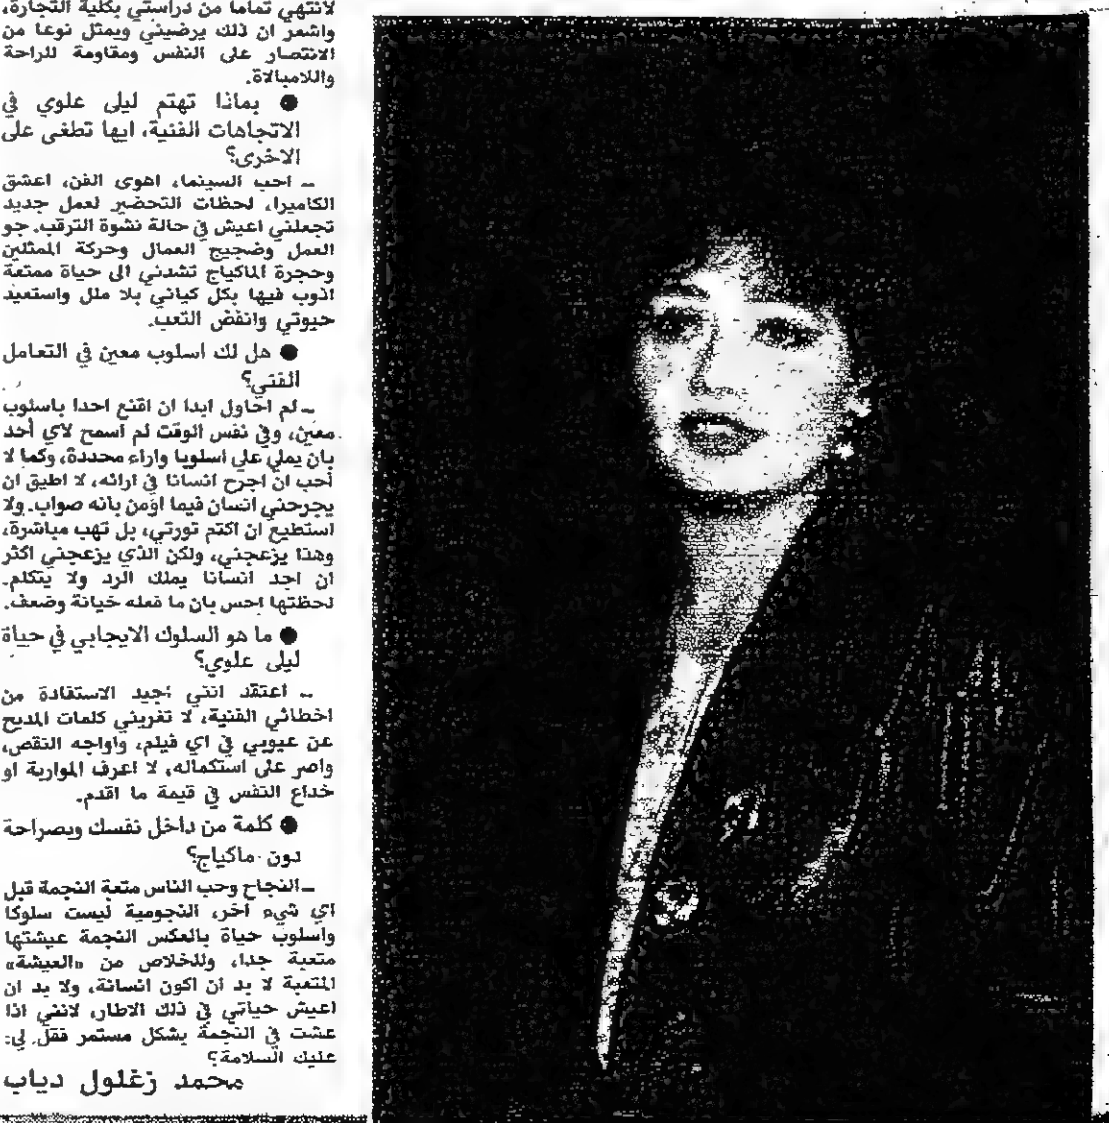 لانتهي تماما من دراستي بكلية التجارة،
واشعر ان ذلك يرضيني ويمثل نوعا من
الانتصار على النفس ومقاومة للراحة
واللامبالاة.
● بماذا تهتم ليلى علوي في
الاتجاهات الفنية، ايها تطغى على
الاخرى؟
ـ احب السينما، اهوى الفن، اعشق
الكاميرا، لحظات التحضير لعمل جديد
تجعلني اعيش في حالة نشوة الترقب. جو
العمل وضجيج العمال وحركة الممثلين
وحجرة الماكياج تشدني الى حياة ممتعة
اذوب فيها بكل كياني بلا ملل واستعيد
حيوتي وانفض التعب.
● هل لك اسلوب معين في التعامل
الفني؟
ـ لم احاول ابدا ان اقنع احدا باسلوب
معين، وفي نفس الوقت لم اسمح لاي أحد
بان يملي علي اسلوبا واراء محددة، وكما لا
أحب ان اجرح انسانا في ارائه، لا اطيق ان
يجرحني انسان فيما اؤمن بانه صواب. ولا
استطيع ان اكتم ثورتي، بل تهب مباشرة،
وهذا يزعجني، ولكن الذي يزعجني اكثر
ان اجد انسانا يملك الرد ولا يتكلم.
لحظتها احس بان ما فعله خيانة وضعف.
● ما هو السلوك الايجابي في حياة
ليلى علوي؟
ـ اعتقد انني اجيد الاستفادة من
اخطائي الفنية، لا تغريني كلمات المديح
عن عيوبي في اي فيلم، واواجه النقص،
واصر على استكماله، لا اعرف المواربة او
خداع النفس في قيمة ما اقدم.
● كلمة من داخل نفسك وبصراحة
دون ماكياج؟
ـ النجاح وحب الناس متعة النجمة قبل
اي شيء اخر، النجومية ليست سلوكا
واسلوب حياة بالعكس النجمة عيشتها
متعبة جدا، وللخلاص من «العيشة»
المتعبة لا بد ان اكون انسانة، ولا بد ان
اعيش حياتي في ذلك الاطار، لانني اذا
عشت في النجمة بشكل مستمر فقل لي:
عليك السلامة؟
محمد زغلول دياب